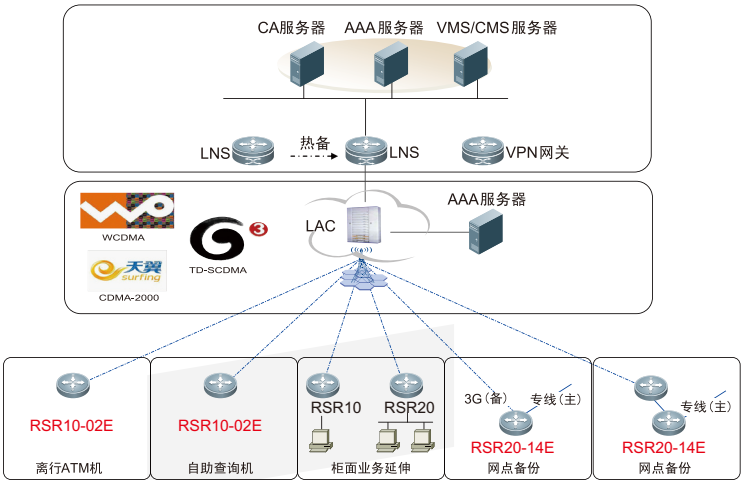 CA服务器
AAA服务器
VMS/CMS服务器
LNS
热备
LNS
VPN网关
WCDMA
3
TD-SCDMA
天翼
surfing
CDMA-2000
LAC
AAA服务器
RSR10-02E
离行ATM机
RSR10-02E
自助查询机
RSR10
RSR20
柜面业务延伸
3G(备)
专线(主)
RSR20-14E
网点备份
专线(主)
RSR20-14E
网点备份